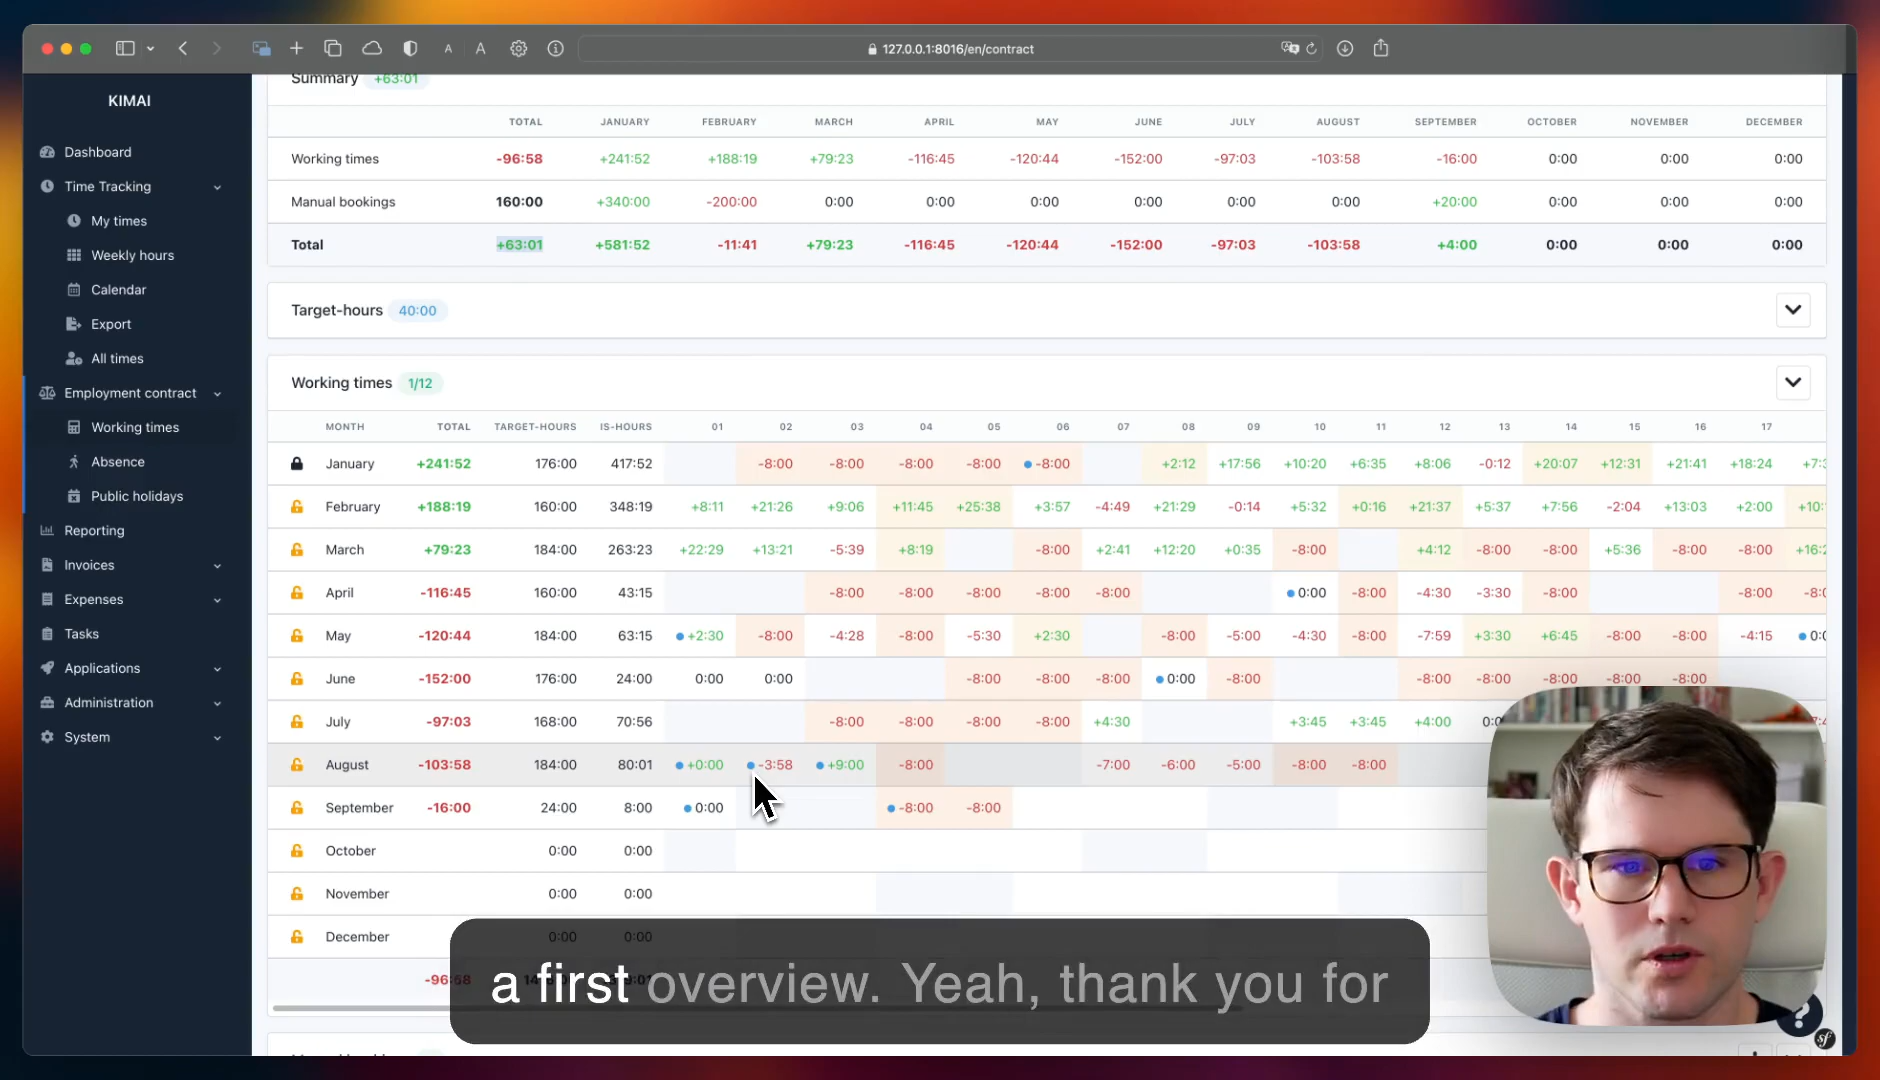 A A 127.0.0.1:8016/en/contract
KIMAI
Dashboard
Time Tracking
My times
Weekly hours
Calendar
Export
All times
Employment contract
Working times
Absence
Public holidays
Reporting
Invoices
Expenses
Tasks
Applications
Administration
System
Summary +63:01
TOTAL JANUARY FEBRUARY MARCH APRIL MAY JUNE JULY AUGUST SEPTEMBER OCTOBER NOVEMBER DECEMBER
Working times -96:58 +241:52 +188:19 +79:23 -116:45 -120:44 -152:00 -97:03 -103:58 -16:00 0:00 0:00 0:00
Manual bookings 160:00 +340:00 -200:00 0:00 0:00 0:00 0:00 0:00 0:00 +20:00 0:00 0:00 0:00
Total +63:01 +581:52 -11:41 +79:23 -116:45 -120:44 -152:00 -97:03 -103:58 +4:00 0:00 0:00 0:00
Target-hours 40:00
Working times 1/12
MONTH TOTAL TARGET-HOURS IS-HOURS 01 02 03 04 05 06 07 08 09 10 11 12 13 14 15 16 17
January +241:52 176:00 417:52 -8:00 -8:00 -8:00 -8:00 -8:00 +2:12 +17:56 +10:20 +6:35 +8:06 -0:12 +20:07 +12:31 +21:41 +18:24
February +188:19 160:00 348:19 +8:11 +21:26 +9:06 +11:45 +25:38 +3:57 -4:49 +21:29 -0:14 +5:32 +0:16 +21:37 +5:37 +7:56 -2:04 +13:03 +2:00
March +79:23 184:00 263:23 +22:29 +13:21 -5:39 +8:19 -8:00 +2:41 +12:20 +0:35 -8:00 +4:12 -8:00 -8:00 +5:36 -8:00 -8:00
April -116:45 160:00 43:15 -8:00 -8:00 -8:00 -8:00 -8:00 0:00 -8:00 -4:30 -3:30 -8:00 -8:00
May -120:44 184:00 63:15 +2:30 -8:00 -4:28 -8:00 -5:30 +2:30 -8:00 -5:00 -4:30 -8:00 -7:59 +3:30 +6:45 -8:00 -8:00 -4:15
June -152:00 176:00 24:00 0:00 0:00 -8:00 -8:00 -8:00 0:00 -8:00 -8:00 -8:00 -8:00 -8:00 -8:00
July -97:03 168:00 70:56 -8:00 -8:00 -8:00 -8:00 +4:30 +3:45 +3:45 +4:00
August -103:58 184:00 80:01 +0:00 -3:58 +9:00 -8:00 -7:00 -6:00 -5:00 -8:00 -8:00
September -16:00 24:00 8:00 0:00 -8:00 -8:00
October 0:00 0:00
November 0:00 0:00
December 0:00 0:00
-96:58
a first overview. Yeah, thank you for
?
sf